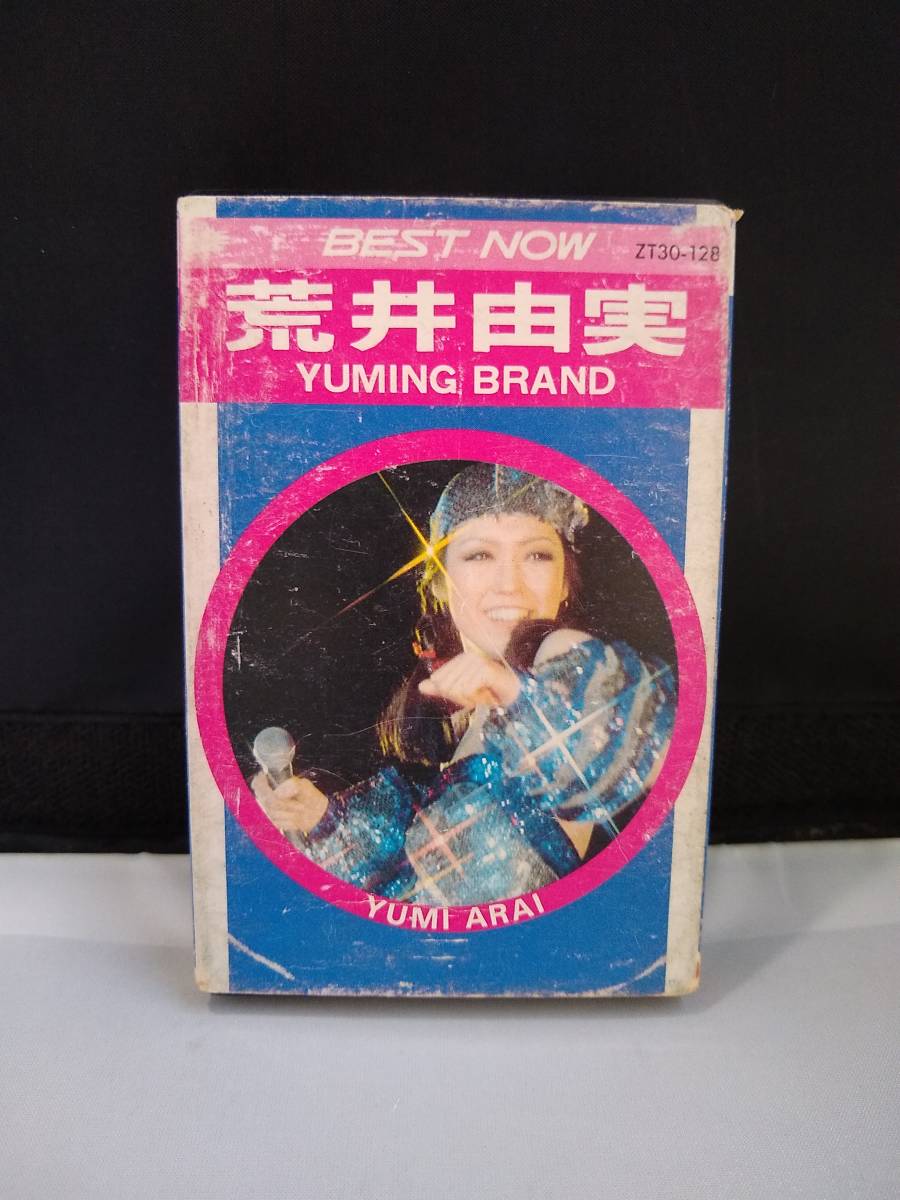 BEST NOW
ZT30-128
荒井由実
YUMING BRAND
YUMI ARAI